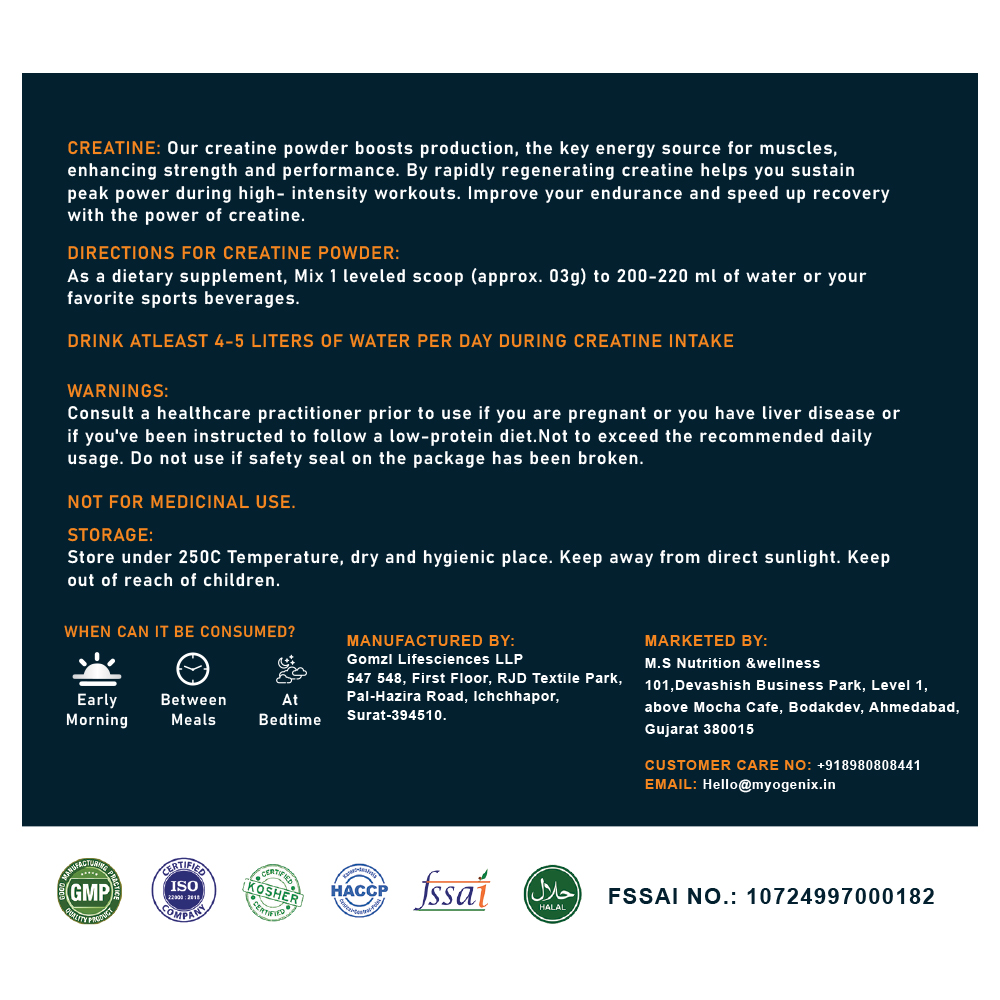 CREATINE: Our creatine powder boosts production, the key energy source for muscles,
enhancing strength and performance. By rapidly regenerating creatine helps you sustain
peak power during high- intensity workouts. Improve your endurance and speed up recovery
with the power of creatine.
DIRECTIONS FOR CREATINE POWDER:
As a dietary supplement, Mix 1 leveled scoop (approx. 03g) to 200-220 ml of water or your
favorite sports beverages.
DRINK ATLEAST 4-5 LITERS OF WATER PER DAY DURING CREATINE INTAKE
WARNINGS:
Consult a healthcare practitioner prior to use if you are pregnant or you have liver disease or
if you've been instructed to follow a low-protein diet.Not to exceed the recommended daily
usage. Do not use if safety seal on the package has been broken.
NOT FOR MEDICINAL USE.
STORAGE:
Store under 250C Temperature, dry and hygienic place. Keep away from direct sunlight. Keep
out of reach of children.
WHEN CAN IT BE CONSUMED?
Early
Morning
Between
Meals
At
Bedtime
MANUFACTURED BY:
Gomzl Lifesciences LLP
547 548, First Floor, RJD Textile Park,
Pal-Hazira Road, Ichchhapor,
Surat-394510.
MARKETED BY:
M.S Nutrition &wellness
101,Devashish Business Park, Level 1,
above Mocha Cafe, Bodakdev, Ahmedabad,
Gujarat 380015
CUSTOMER CARE NO: +918980808441
EMAIL: Hello@myogenix.in
GOOD MANUFACTURING PRACTICE
GMP
QUALITY PRODUCT
CERTIFIED
ISO
22000 : 2018
COMPANY
CERTIFIED
KOSHER
CERTIFIED
HACCP
fssai
حلال
HALAL
FSSAI NO.: 10724997000182